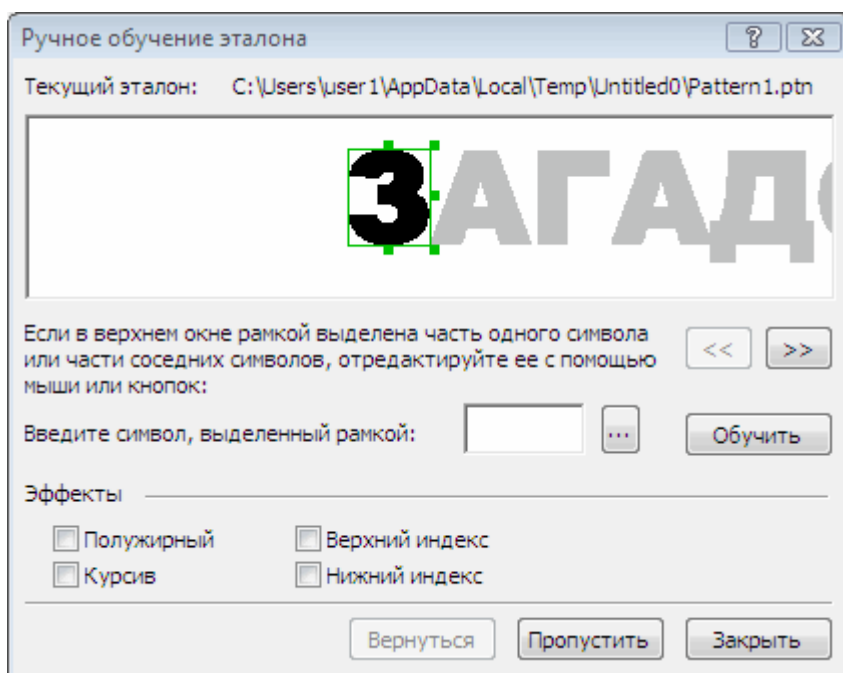 Ручное обучение эталона
Текущий эталон: C:\Users\user1\AppData\Local\Temp\Untitled0\Pattern1.ptn
ЗАГАДО
Если в верхнем окне рамкой выделена часть одного символа
или части соседних символов, отредактируйте ее с помощью
мыши или кнопок:
<< >>
Введите символ, выделенный рамкой: ... Обучить
Эффекты
Полужирный Верхний индекс
Курсив Нижний индекс
Вернуться Пропустить Закрыть